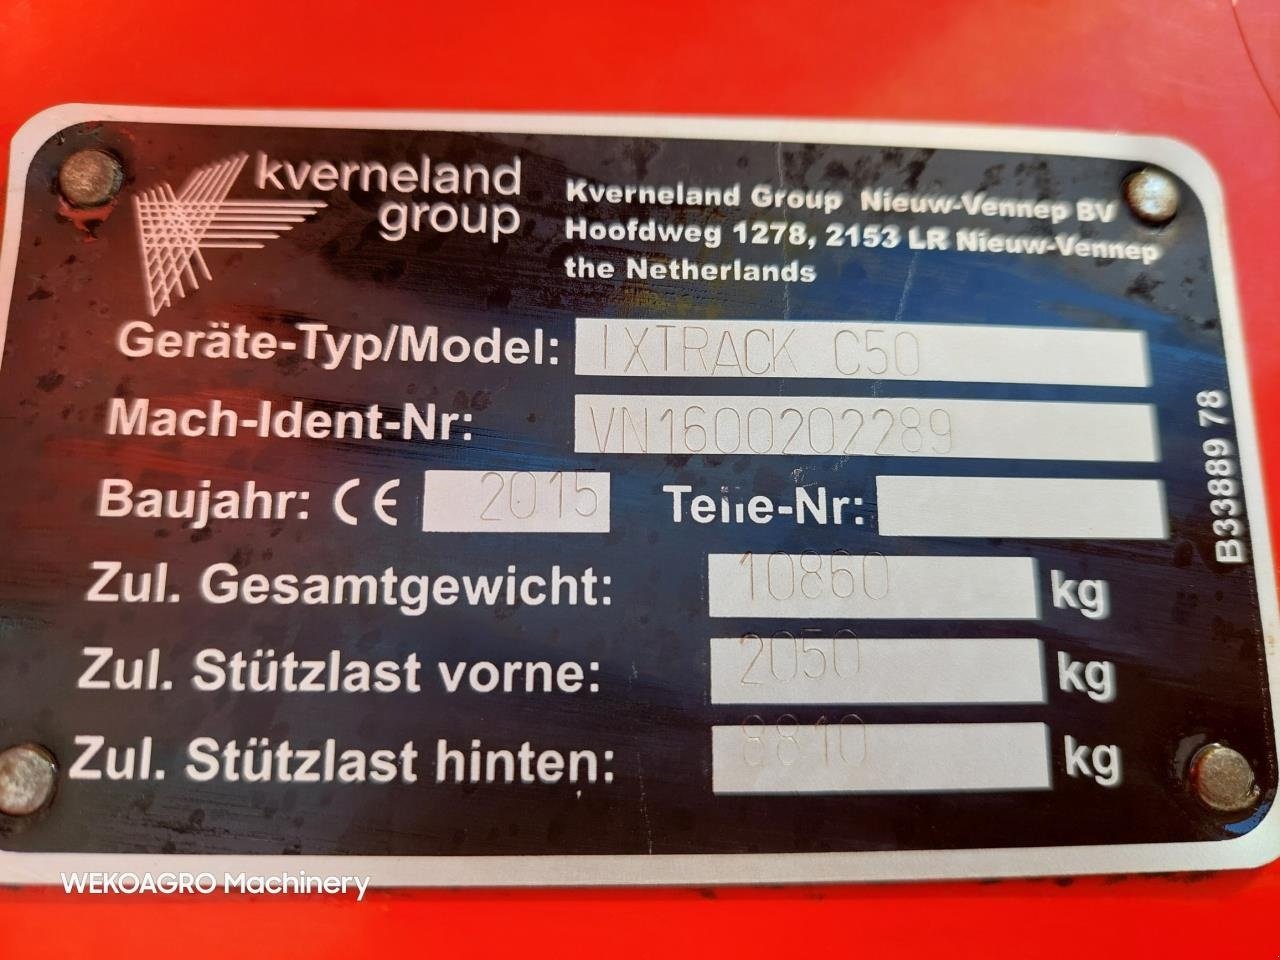 kverneland
group
Kverneland Group Nieuw-Vennep BV
Hoofdweg 1278, 2153 LR Nieuw-Vennep
the Netherlands
Geräte-Typ/Model: IXTRACK C50
Mach-Ident-Nr: VN1600202289
Baujahr: CE 2015 Teile-Nr:
Zul. Gesamtgewicht: 10860 kg
Zul. Stützlast vorne: 2050 kg
Zul. Stützlast hinten: 8810 kg
B33889 78
WEKOAGRO Machinery